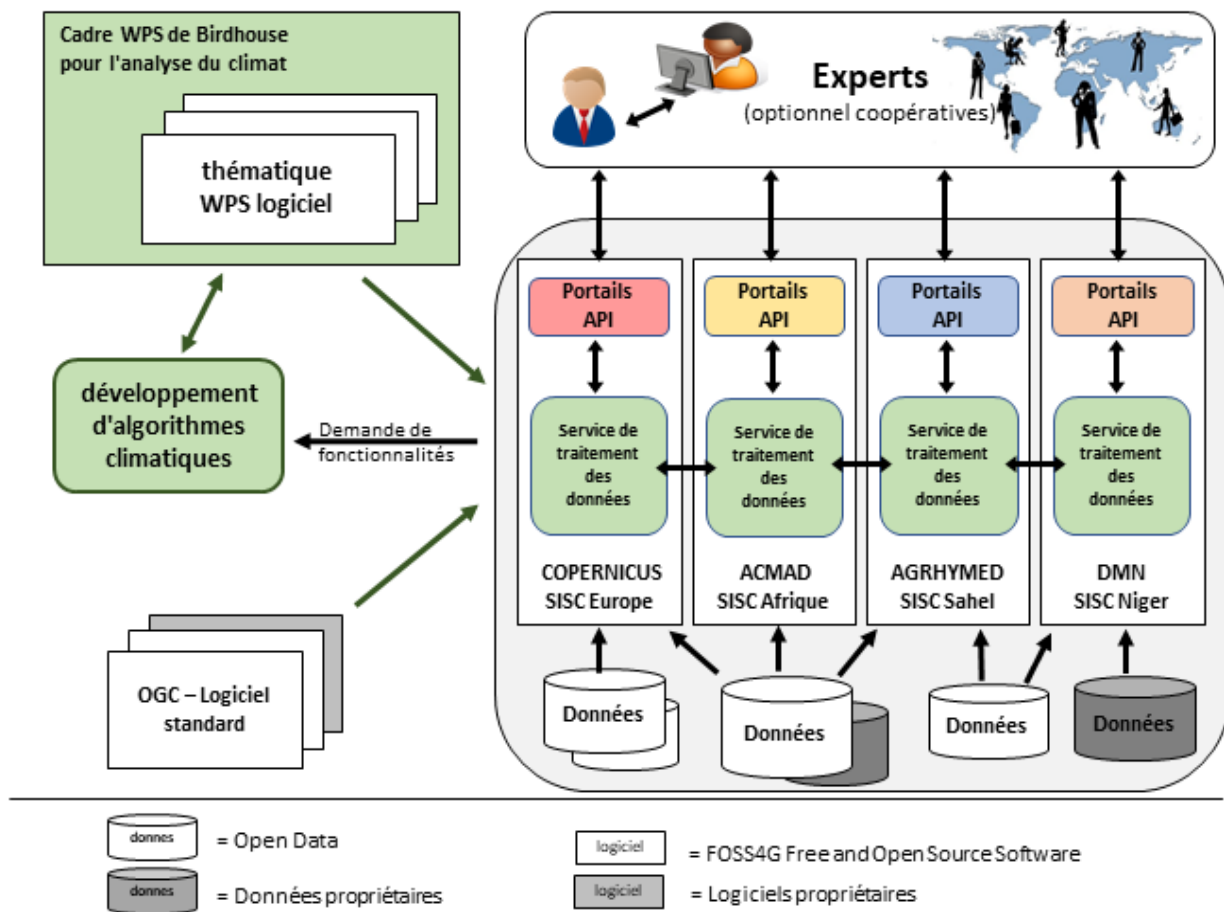 Cadre WPS de Birdhouse
pour l'analyse du climat
thématique
WPS logiciel
Experts
(optionnel coopératives)
développement
d'algorithmes
climatiques
Demande de
fonctionnalités
OGC – Logiciel
standard
Portails
API
Service de
traitement
des
données
COPERNICUS
SISC Europe
Portails
API
Service de
traitement
des
données
ACMAD
SISC Afrique
Portails
API
Service de
traitement
des
données
AGRHYMED
SISC Sahel
Portails
API
Service de
traitement
des
données
DMN
SISC Niger
Données
Données
Données
Données
donnes
= Open Data
donnes
= Données propriétaires
logiciel
= FOSS4G Free and Open Source Software
logiciel
= Logiciels propriétaires